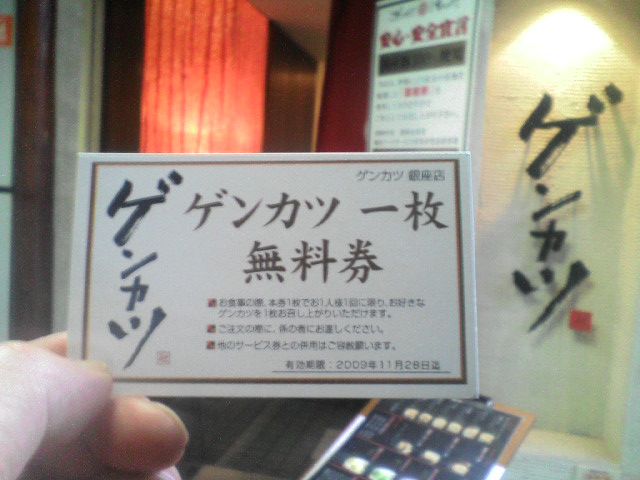 安心・安全宣言
ゲンカツ
ゲンカツ 銀座店
ゲンカツ
ゲンカツ 一枚
無料券
お食事の際、本券1枚でお1人様1回に限り、お好きな
ゲンカツを1枚お召し上がりいただけます。
ご注文の際に、係の者にお渡しください。
他のサービス券との併用はご容赦願います。
有効期限:2009年11月28日迄